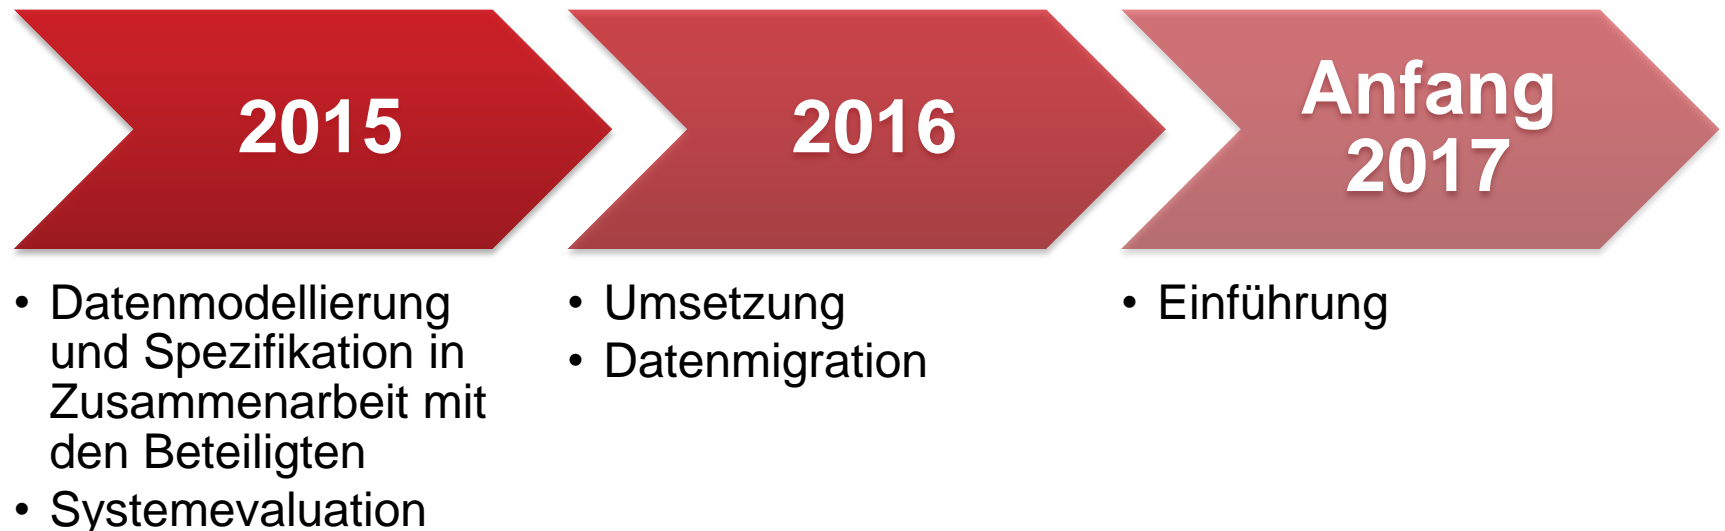 2015
• Datenmodellierung
und Spezifikation in
Zusammenarbeit mit
den Beteiligten
• Systemevaluation
2016
• Umsetzung
• Datenmigration
Anfang
2017
• Einführung